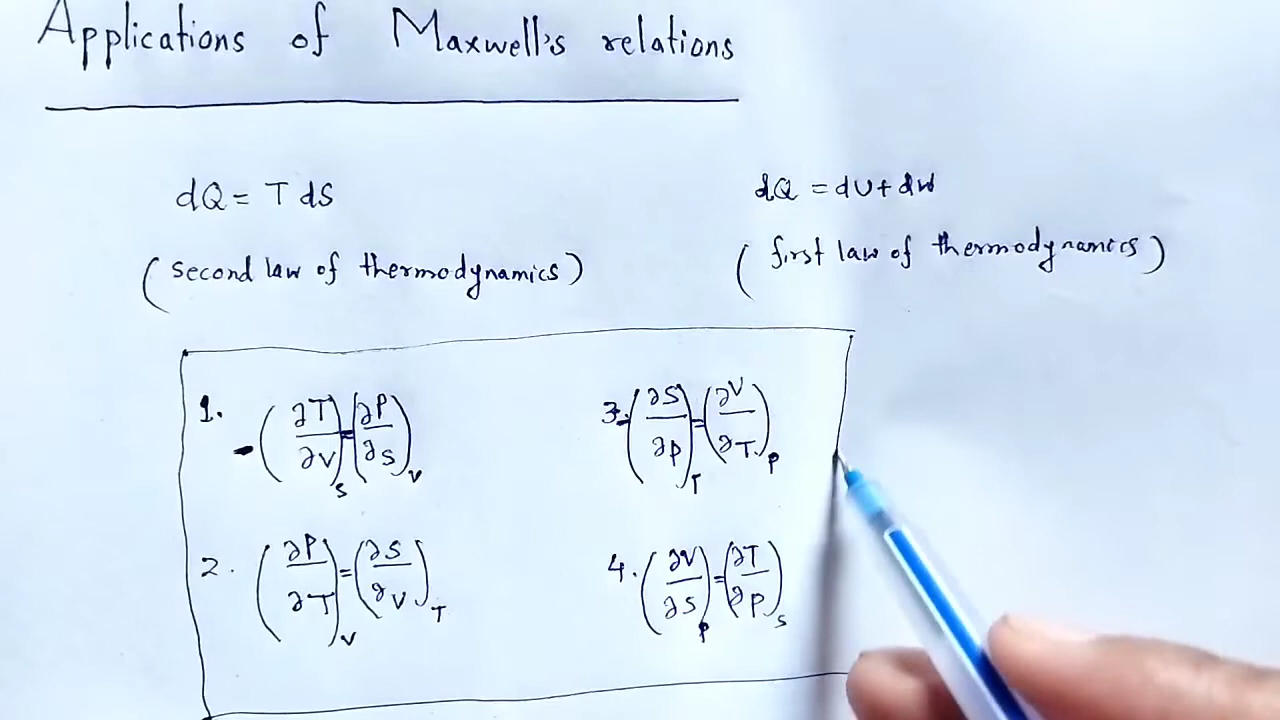 Applications of Maxwell's relations
dQ = T dS
(second law of thermodynamics)
dQ = dU + dW
(first law of thermodynamics)
1. -(∂T/∂V)_S = (∂P/∂S)_V
2. (∂P/∂T)_V = (∂S/∂V)_T
3. -(∂S/∂P)_T = (∂V/∂T)_P
4. (∂V/∂S)_P = (∂T/∂P)_S